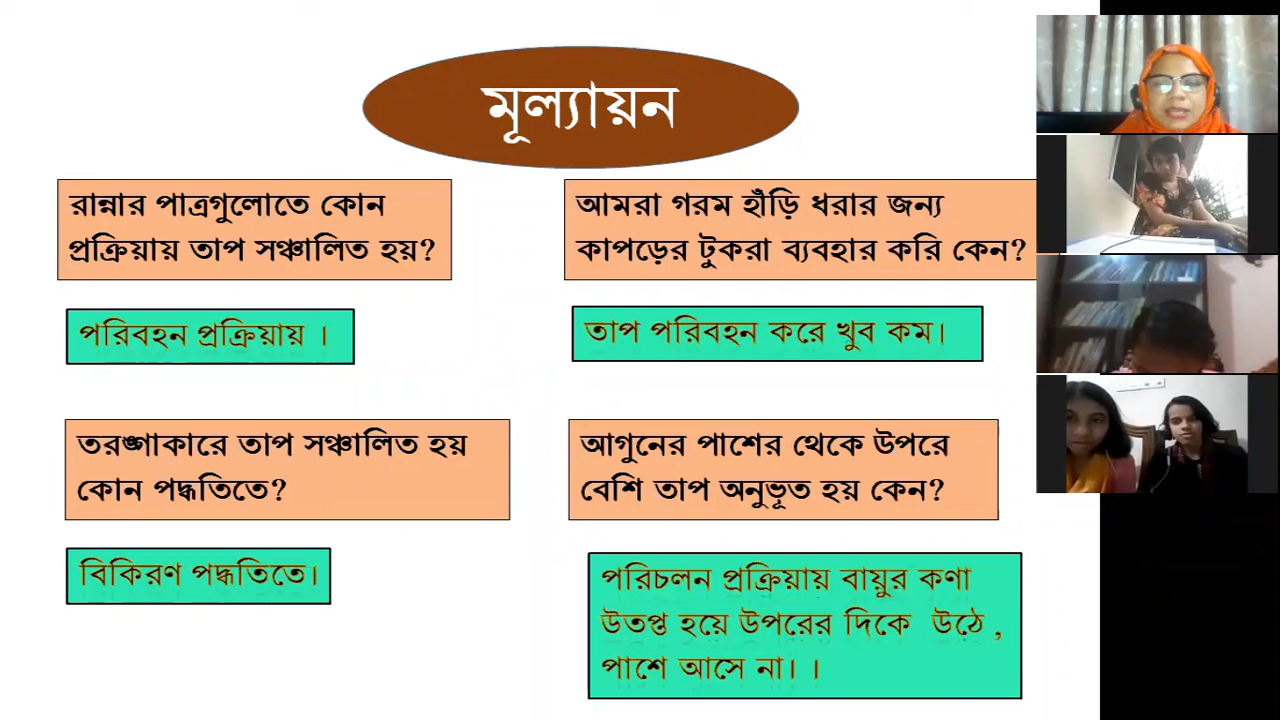 মূল্যায়ন
রান্নার পাত্রগুলোতে কোন
প্রক্রিয়ায় তাপ সঞ্চালিত হয়?
পরিবহন প্রক্রিয়ায় ।
আমরা গরম হাঁড়ি ধরার জন্য
কাপড়ের টুকরা ব্যবহার করি কেন?
তাপ পরিবহন করে খুব কম।
তরঙ্গাকারে তাপ সঞ্চালিত হয়
কোন পদ্ধতিতে?
বিকিরণ পদ্ধতিতে।
আগুনের পাশের থেকে উপরে
বেশি তাপ অনুভূত হয় কেন?
পরিচলন প্রক্রিয়ায় বায়ুর কণা
উতপ্ত হয়ে উপরের দিকে উঠে ,
পাশে আসে না। ।